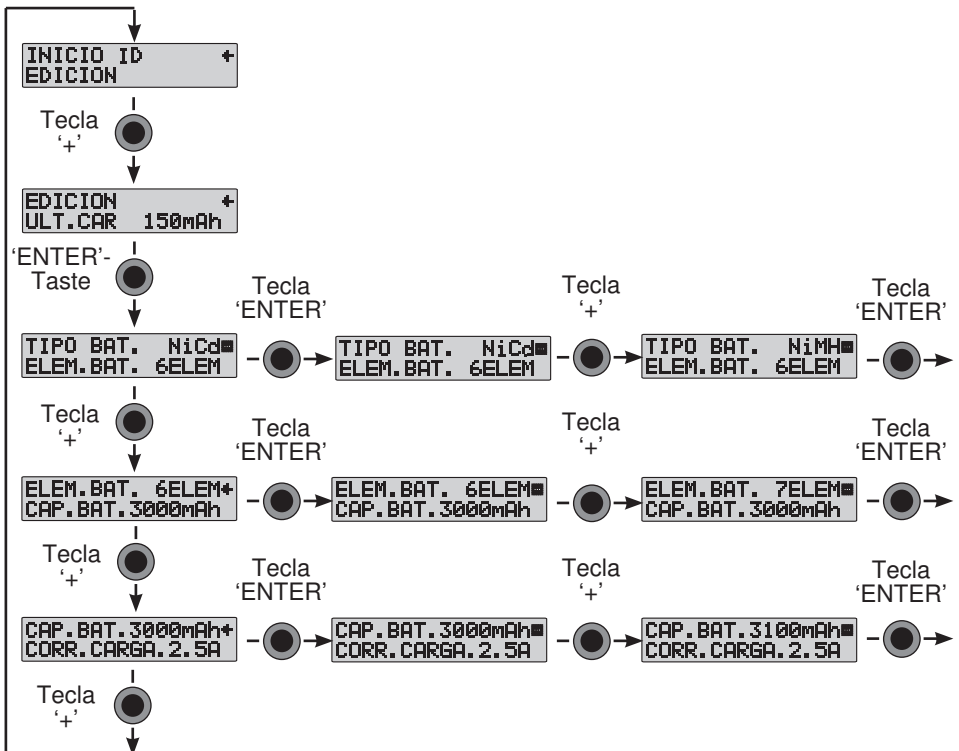 INICIO ID
EDICION
Tecla
‘+’
EDICION
ULT.CAR 150mAh
‘ENTER’-
Taste
Tecla
‘ENTER’
Tecla
‘+’
Tecla
‘ENTER’
TIPO BAT. NiCd
ELEM.BAT. 6ELEM
TIPO BAT. NiCd
ELEM.BAT. 6ELEM
TIPO BAT. NiMH
ELEM.BAT. 6ELEM
Tecla
‘+’
Tecla
‘ENTER’
Tecla
‘+’
Tecla
‘ENTER’
ELEM.BAT. 6ELEM
CAP.BAT.3000mAh
ELEM.BAT. 6ELEM
CAP.BAT.3000mAh
ELEM.BAT. 7ELEM
CAP.BAT.3000mAh
Tecla
‘+’
Tecla
‘ENTER’
Tecla
‘+’
Tecla
‘ENTER’
CAP.BAT.3000mAh
CORR.CARGA.2.5A
CAP.BAT.3000mAh
CORR.CARGA.2.5A
CAP.BAT.3100mAh
CORR.CARGA.2.5A
Tecla
‘+’